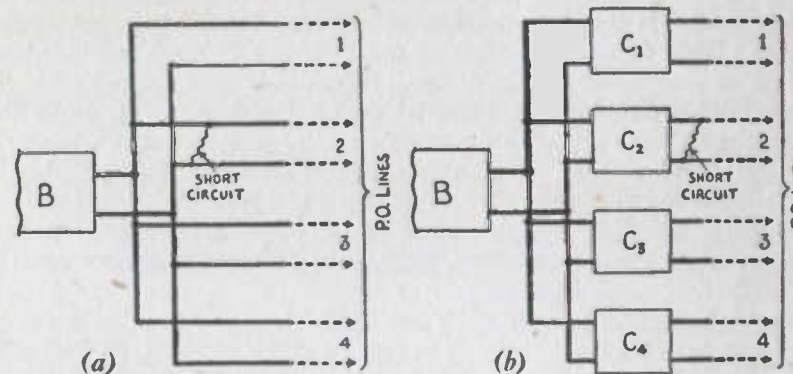 1
2
SHORT
CIRCUIT
B
3
4
P.O. LINES
(a)
C1
1
C2
2
SHORT
CIRCUIT
B
C3
3
C4
4
(b)